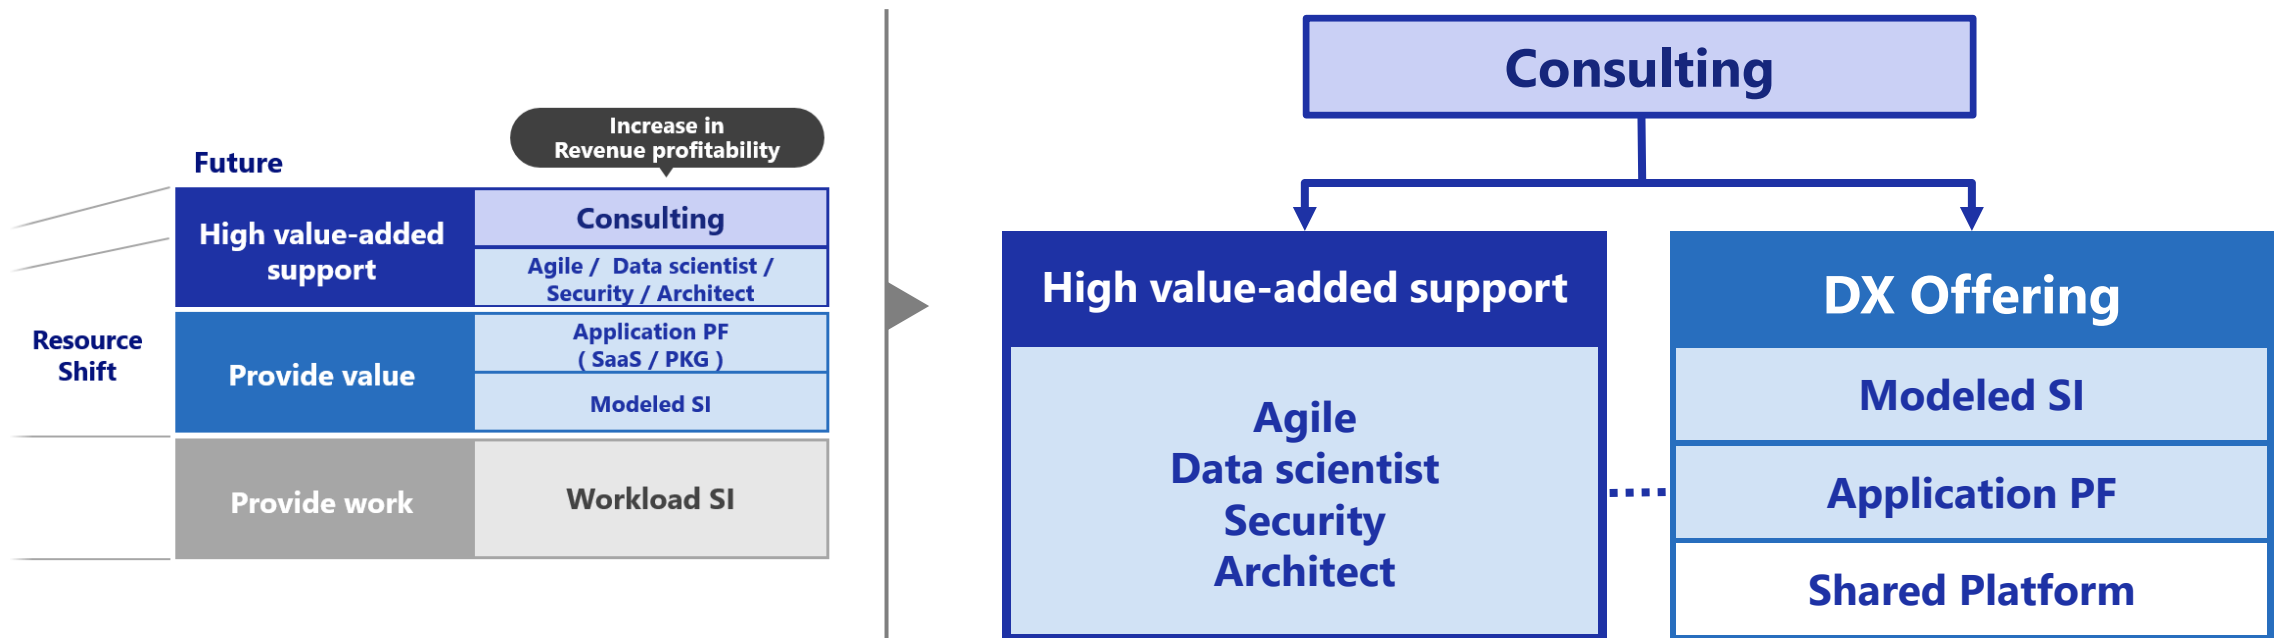 Increase in
Revenue profitability
Future
High value-added
support
Consulting
Agile / Data scientist /
Security / Architect
Resource
Shift
Provide value
Application PF
( SaaS / PKG )
Modeled SI
Provide work
Workload SI
Consulting
High value-added support
Agile
Data scientist
Security
Architect
DX Offering
Modeled SI
Application PF
Shared Platform